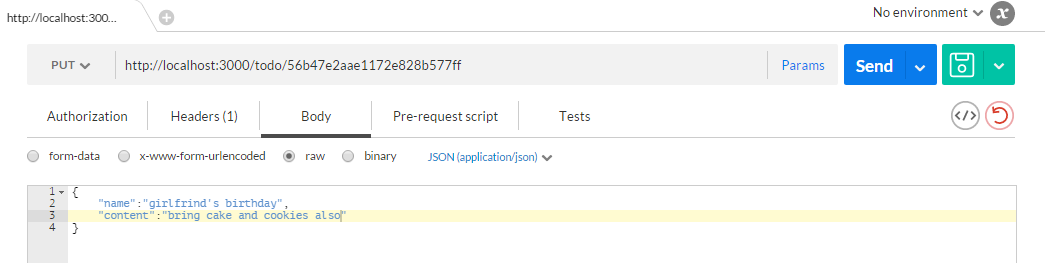 http://localhost:300...
No environment
PUT http://localhost:3000/todo/56b47e2aae1172e828b577ff Params Send
Authorization Headers (1) Body Pre-request script Tests
form-data x-www-form-urlencoded raw binary JSON (application/json)
1 {
2 "name":"girlfrind's birthday",
3 "content":"bring cake and cookies also"
4 }